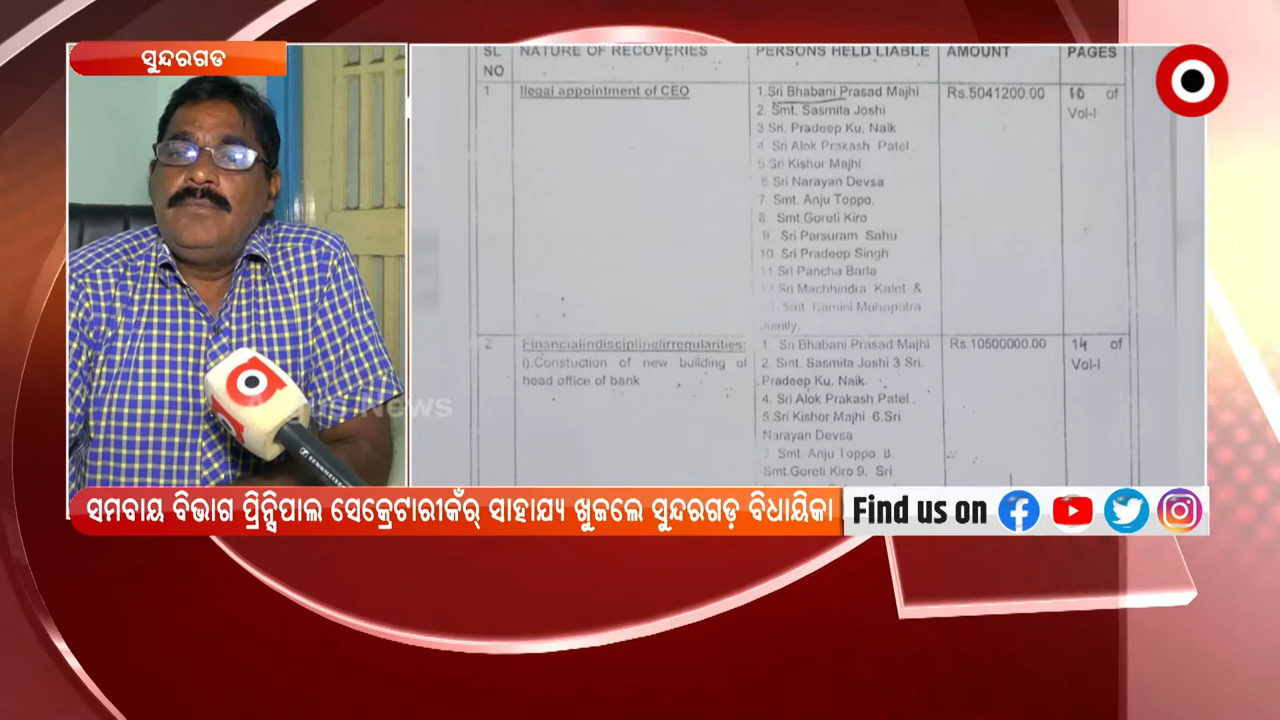 ସୁନ୍ଦରଗଡ
SL NO NATURE OF RECOVERIES PERSONS HELD LIABLE AMOUNT PAGES
1 Ilegal appointment of CEO 1.Sri Bhabani Prasad Majhi Rs.5041200.00 10 of Vol-I
2. Smt. Sasmita Joshi
3 Sri. Pradeep Ku. Naik
4. Sri Alok Prakash Patel.
5 Sri Kishor Majhi
6 Sri Narayan Devsa
7. Smt. Anju Toppo.
8 Smt.Goreti Kiro
9. Sri Parsuram Sahu
10. Sri Pradeep Singh
11 Sri Pancha Barla
12 Sri Machhindra Kalet &
Smt. Kamini Mohapatra
Jointly.
2 Financialindiscipline/irregularities: 1 Sri Bhabani Prasad Majhi Rs.10500000.00 14 of
i).Constuction of new building of 2. Smt. Sasmita Joshi 3 Sri. Vol-I
head office of bank Pradeep Ku. Naik.
4. Sri Alok Prakash Patel.
5.Sri Kishor Majhi 6.Sri
Narayan Devsa
7 Smt. Anju Toppo 8.
Smt.Goreti Kiro 9. Sri
News
ସମବାୟ ବିଭାଗ ପ୍ରିନ୍ସିପାଲ ସେକ୍ରେଟାରୀକଁର୍ ସାହାଯ୍ୟ ଖୁଜଲେ ସୁନ୍ଦରଗଡ଼ ବିଧାୟିକା
Find us on